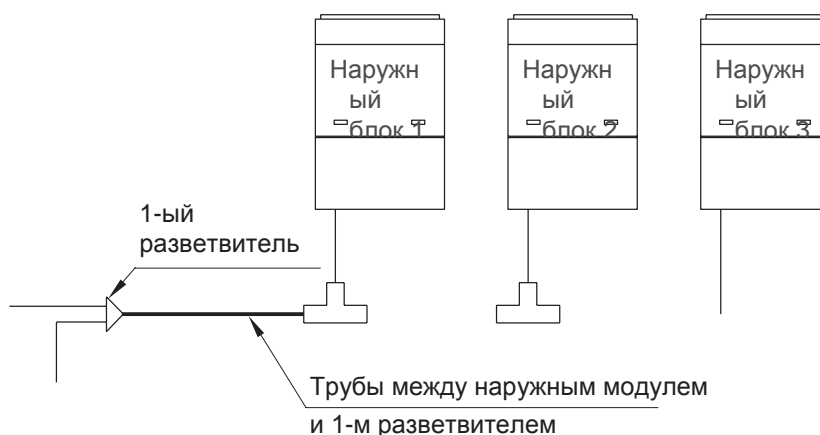 Наружн
ый
блок 1
Наружн
ый
блок 2
Наружн
ый
блок 3
1-ый
разветвитель
Трубы между наружным модулем
и 1-м разветвителем